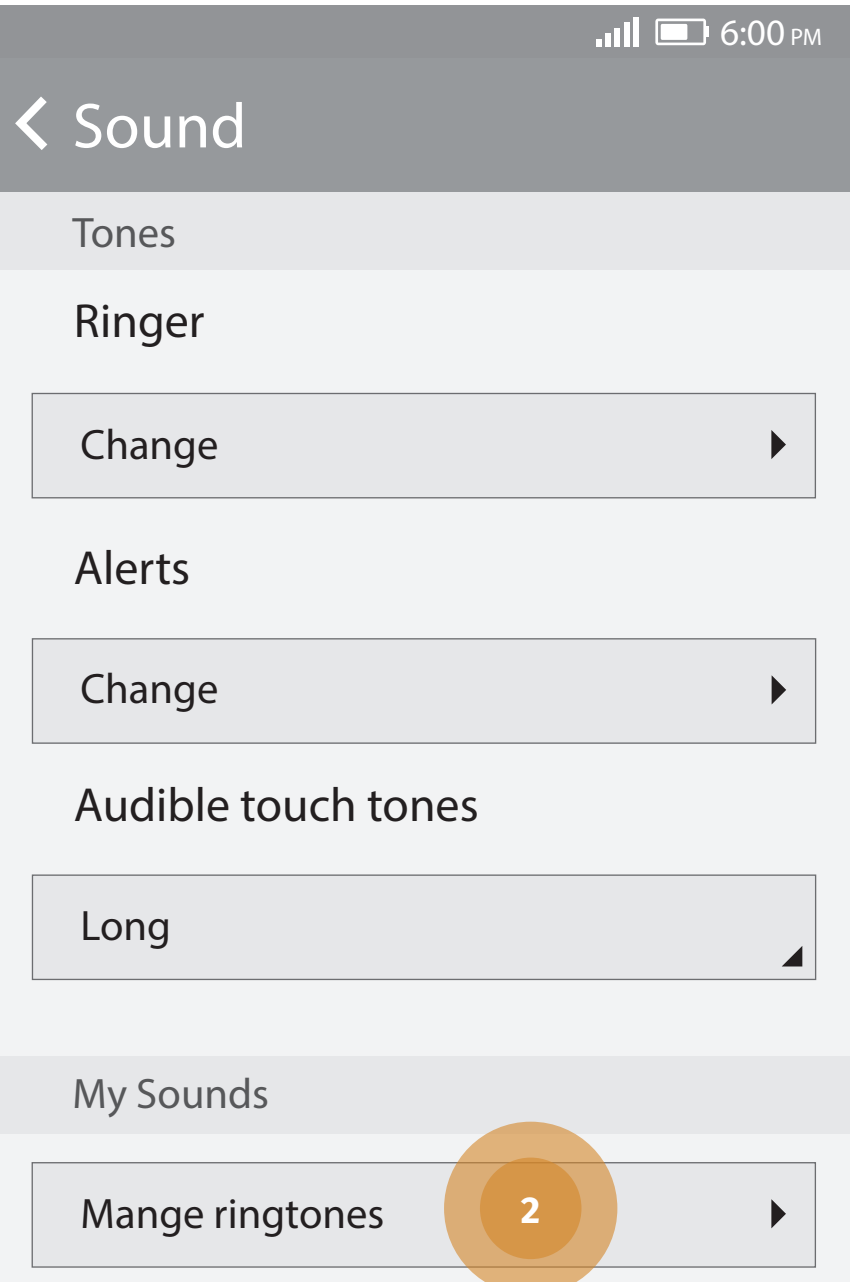 6:00 PM
Sound
Tones
Ringer
Change
Alerts
Change
Audible touch tones
Long
My Sounds
Mange ringtones
2